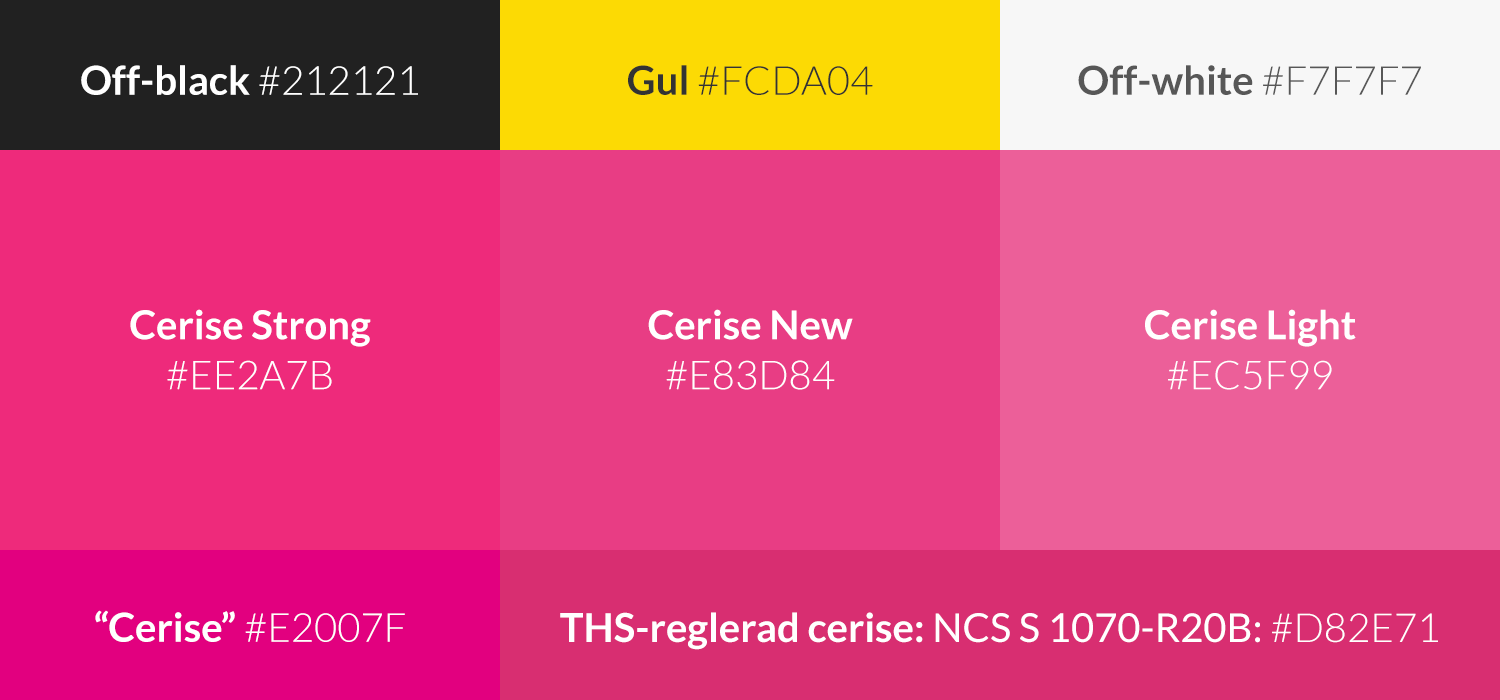 Off-black #212121
Gul #FCDA04
Off-white #F7F7F7
Cerise Strong
#EE2A7B
Cerise New
#E83D84
Cerise Light
#EC5F99
“Cerise” #E2007F
THS-reglerad cerise: NCS S 1070-R20B: #D82E71